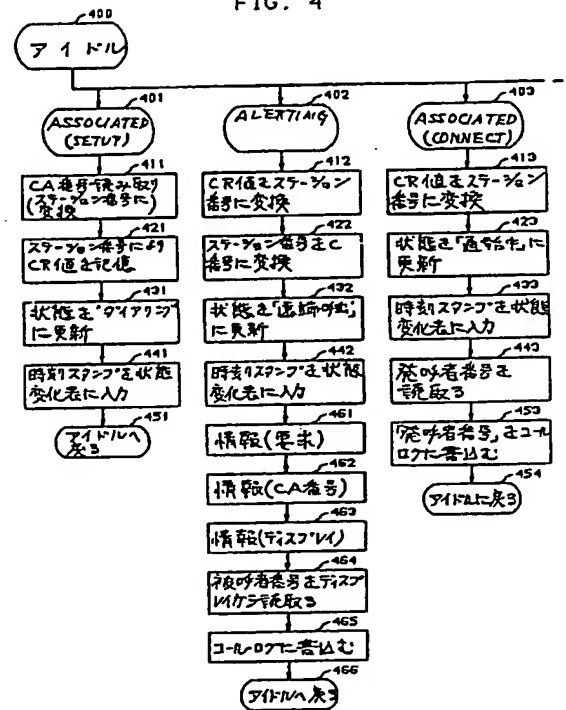 FIG. 4
400
アイドル
401
ASSOCIATED
(SETUP)
411
CA番号読み取り
(ステーション番号に)
変換
421
ステーション番号により
CR値を記憶
431
状態を"ダイアリング"
に更新
441
時刻スタンプを状態
変化表に入力
451
アイドルへ
戻る
402
ALERTING
412
CR値をステーション
番号に変換
422
ステーション番号をC
番号に変換
432
状態を「遠端呼出」
に更新
442
時刻スタンプを状態
変化表に入力
461
情報(要求)
462
情報(CA番号)
463
情報(ディスプレイ)
464
被呼者番号をディスプ
レイから読取る
465
コールログに書込む
466
アイドルへ戻る
403
ASSOCIATED
(CONNECT)
413
CR値をステーション
番号に変換
423
状態を「通話中」に
更新
433
時刻スタンプを状態
変化表に入力
443
発呼者番号を
読取る
453
「発呼者番号」をコール
ログに書込む
454
アイドルに戻る